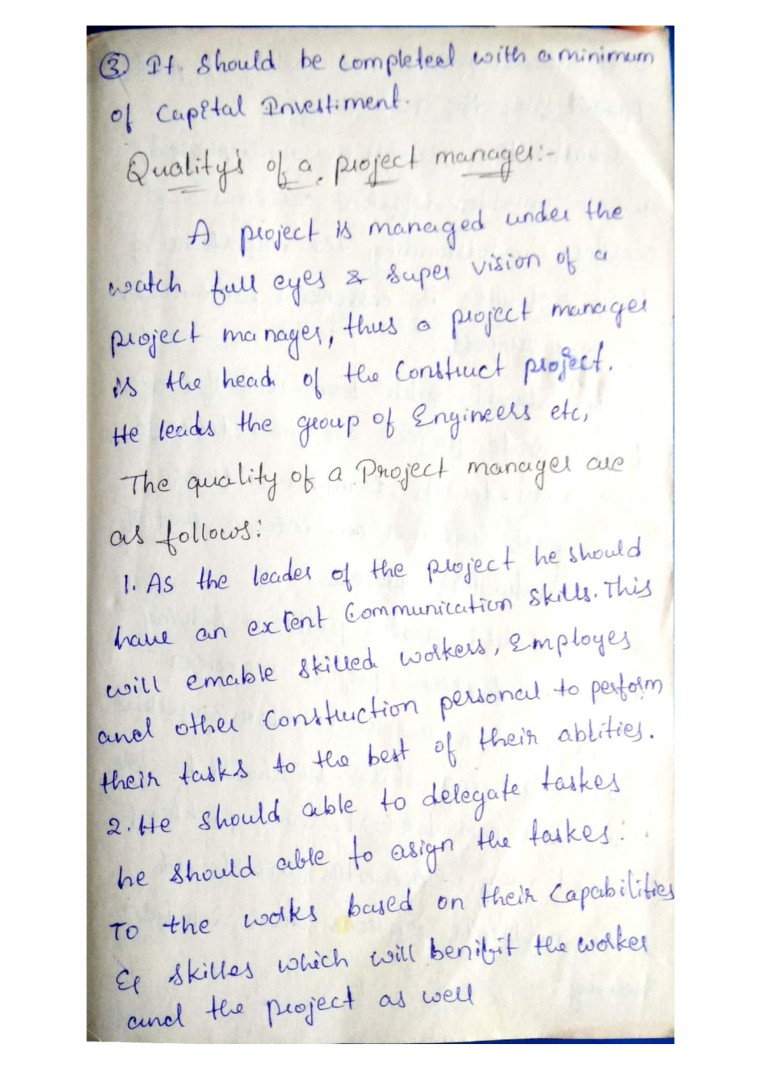 ③ It. Should be completeel with a minimum
of Capital Investiment.
Quality's of a project manager:-
A project is managed under the
watch full eyes & super vision of a
project ma nager, thus a project manager
is the head of the Construct project.
He leads the group of Engineers etc,
The quality of a Project manager are
as follows:
1. As the leader of the project he should
have an extent Communication Skills. This
will emable skilled workers, Employes
and other Construction personal to perform
their tasks to the best of their ablities.
2. He should able to delegate taskes
he should able to asign the taskes.
To the works based on their Capabilities
& skilles which will benifit the worker
and the project as well